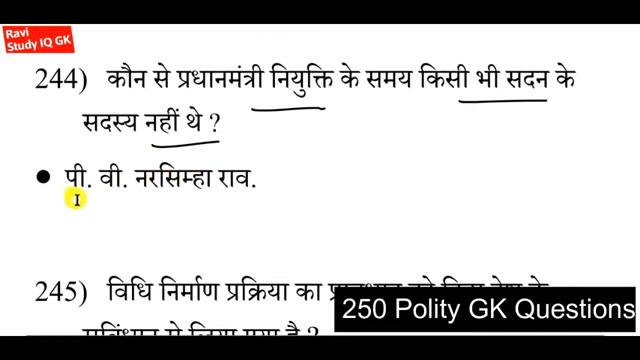 Ravi
Study IQ GK
244) कौन से प्रधानमंत्री नियुक्ति के समय किसी भी सदन के
सदस्य नहीं थे ?
● पी. वी. नरसिम्हा राव.
245) विधि निर्माण प्रक्रिया का
250 Polity GK Questions